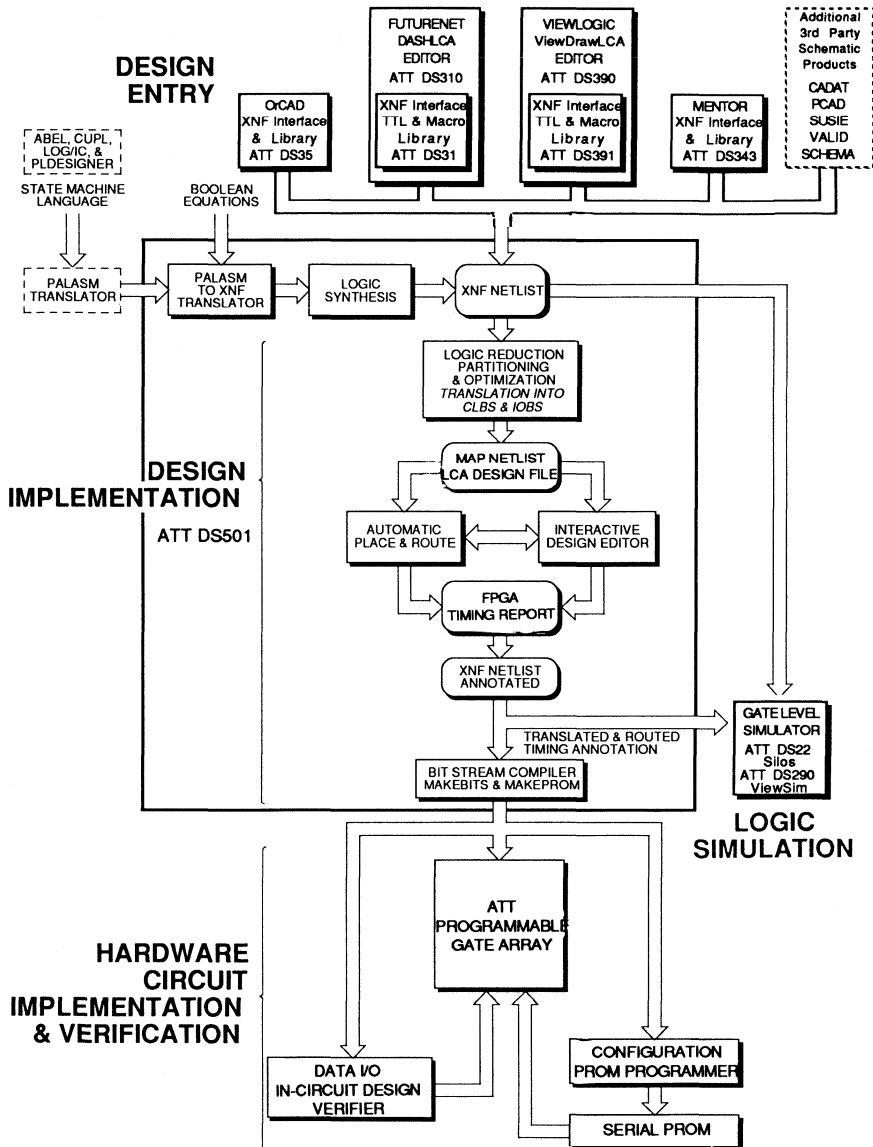 DESIGN
ENTRY
FUTURENET
DASHLCA
EDITOR
ATT DS310
XNF Interface
TTL & Macro
Library
ATT DS31
VIEWLOGIC
ViewDrawLCA
EDITOR
ATT DS390
XNF Interface
TTL & Macro
Library
ATT DS391
Additional
3rd Party
Schematic
Products
CADAT
PCAD
SUSIE
VALID
SCHEMA
OrCAD
XNF Interface
& Library
ATT DS35
MENTOR
XNF Interface
& Library
ATT DS343
ABEL, CUPL,
LOG/IC, &
PLDESIGNER
STATE MACHINE
LANGUAGE
BOOLEAN
EQUATIONS
PALASM
TRANSLATOR
PALASM
TO XNF
TRANSLATOR
LOGIC
SYNTHESIS
XNF NETLIST
LOGIC REDUCTION
PARTITIONING
& OPTIMIZATION
TRANSLATION INTO
CLBS & IOBS
DESIGN
IMPLEMENTATION
ATT DS501
MAP NETLIST
LCA DESIGN FILE
AUTOMATIC
PLACE & ROUTE
INTERACTIVE
DESIGN EDITOR
FPGA
TIMING REPORT
XNF NETLIST
ANNOTATED
TRANSLATED & ROUTED
TIMING ANNOTATION
GATE LEVEL
SIMULATOR
ATT DS22
Silos
ATT DS290
ViewSim
LOGIC
SIMULATION
BIT STREAM COMPILER
MAKEBITS & MAKEPROM
HARDWARE
CIRCUIT
IMPLEMENTATION
& VERIFICATION
ATT
PROGRAMMABLE
GATE ARRAY
DATA I/O
IN-CIRCUIT DESIGN
VERIFIER
CONFIGURATION
PROM PROGRAMMER
SERIAL PROM